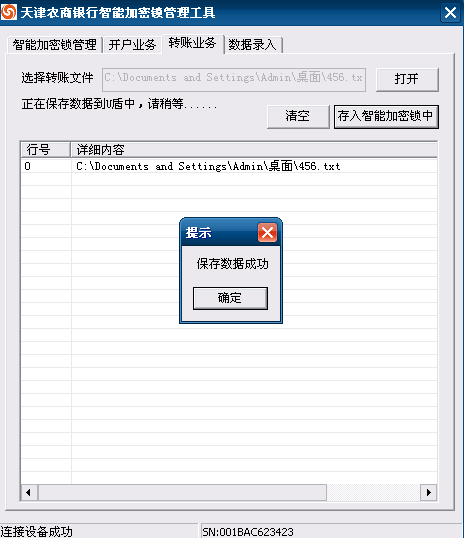 天津农商银行智能加密锁管理工具
智能加密锁管理 开户业务 转账业务 数据录入
选择转账文件 C:\Documents and Settings\Admin\桌面\456.tx 打开
正在保存数据到U盾中，请稍等......
清空 存入智能加密锁中
行号 详细内容
0 C:\Documents and Settings\Admin\桌面\456.txt
提示
保存数据成功
确定
连接设备成功 SN:001BAC623423